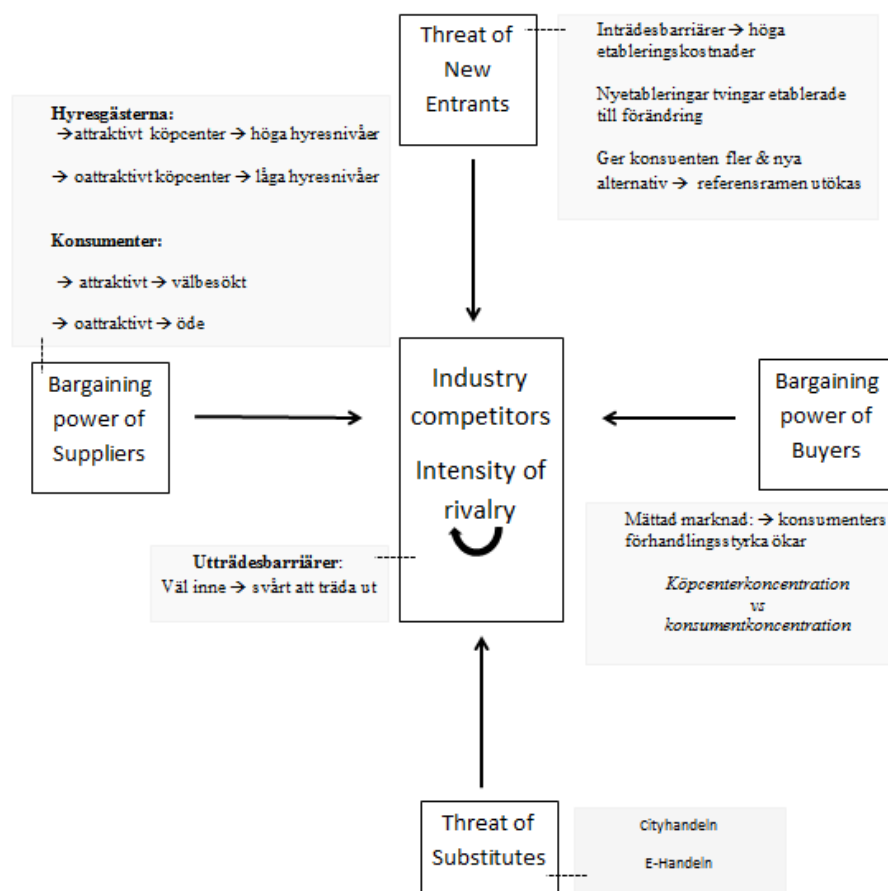 Threat of
New
Entrants
Inträdesbarriärer → höga
etableringskostnader
Nyetableringar tvingar etablerade
till förändring
Ger konsuenten fler & nya
alternativ → referensramen utökas
Hyresgästerna:
→attraktivt köpcenter → höga hyresnivåer
→ oattraktivt köpcenter → låga hyresnivåer
Konsumenter:
→ attraktivt → välbesökt
→ oattraktivt → öde
Bargaining
power of
Suppliers
Industry
competitors
Intensity of
rivalry
Bargaining
power of
Buyers
Utträdesbarriärer:
Väl inne → svårt att träda ut
Mättad marknad: → konsumenters
förhandlingsstyrka ökar
Köpcenterkoncentration
vs
konsumentkoncentration
Threat of
Substitutes
Cityhandeln
E-Handeln